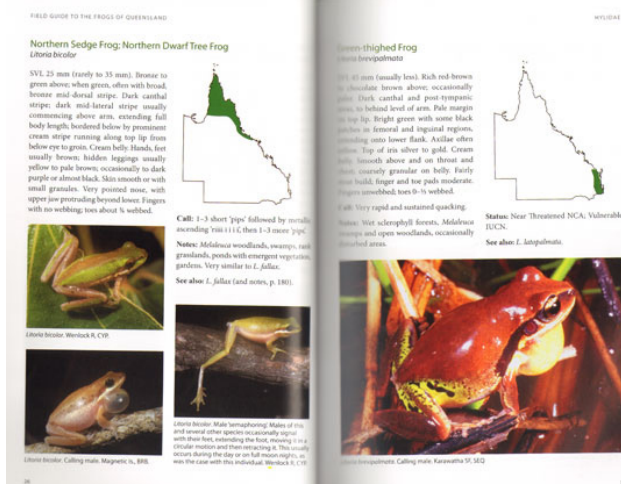 FIELD GUIDE TO THE FROGS OF QUEENSLAND
Northern Sedge Frog; Northern Dwarf Tree Frog
Litoria bicolor
SVL 25 mm (rarely to 35 mm). Bronze to
green above; when green, often with broad,
bronze mid-dorsal stripe. Dark canthal
stripe; dark mid-lateral stripe usually
commencing above arm, extending full
body length; bordered below by prominent
cream stripe running along top lip from
below eye to groin. Cream belly. Hands, feet
usually brown; hidden leggings usually
yellow to pale brown; occasionally to dark
purple or almost black. Skin smooth or with
small granules. Very pointed nose, with
upper jaw protruding beyond lower. Fingers
with no webbing; toes about ¾ webbed.
Call: 1–3 short 'pips' followed by metallic
ascending 'riiii i i i i', then 1–3 more 'pips'.
Notes: Melaleuca woodlands, swamps, rank
grasslands, ponds with emergent vegetation,
gardens. Very similar to L. fallax.
See also: L. fallax (and notes, p. 180).
Litoria bicolor. Wenlock R, CYP.
Litoria bicolor. Calling male, Magnetic Is., BRB.
Litoria bicolor. Male 'semaphoring'. Males of this
and several other species occasionally signal
with their feet, extending the foot, moving it in a
circular motion and then retracting it. This usually
occurs during the day or on full moon nights, as
was the case with this individual. Wenlock R, CYP.
HYLIDAE
Green-thighed Frog
Litoria brevipalmata
45 mm (usually less). Rich red-brown
chocolate brown above; occasionally
Dark canthal and post-tympanic
to behind level of arm. Pale margin
top lip. Bright green with some black
patches in femoral and inguinal regions,
extending onto lower flank. Axillae often
Top of iris silver to gold. Cream
Smooth above and on throat and
coarsely granular on belly. Fairly
build, finger and toe pads moderate.
Fingers unwebbed; toes 0–½ webbed.
Call: Very rapid and sustained quacking.
Notes: Wet sclerophyll forests, Melaleuca
swamps and open woodlands, occasionally
disturbed areas.
Status: Near Threatened NCA; Vulnerable
IUCN.
See also: L. latopalmata.
Litoria brevipalmata. Calling male, Karawatha SF, SEQ